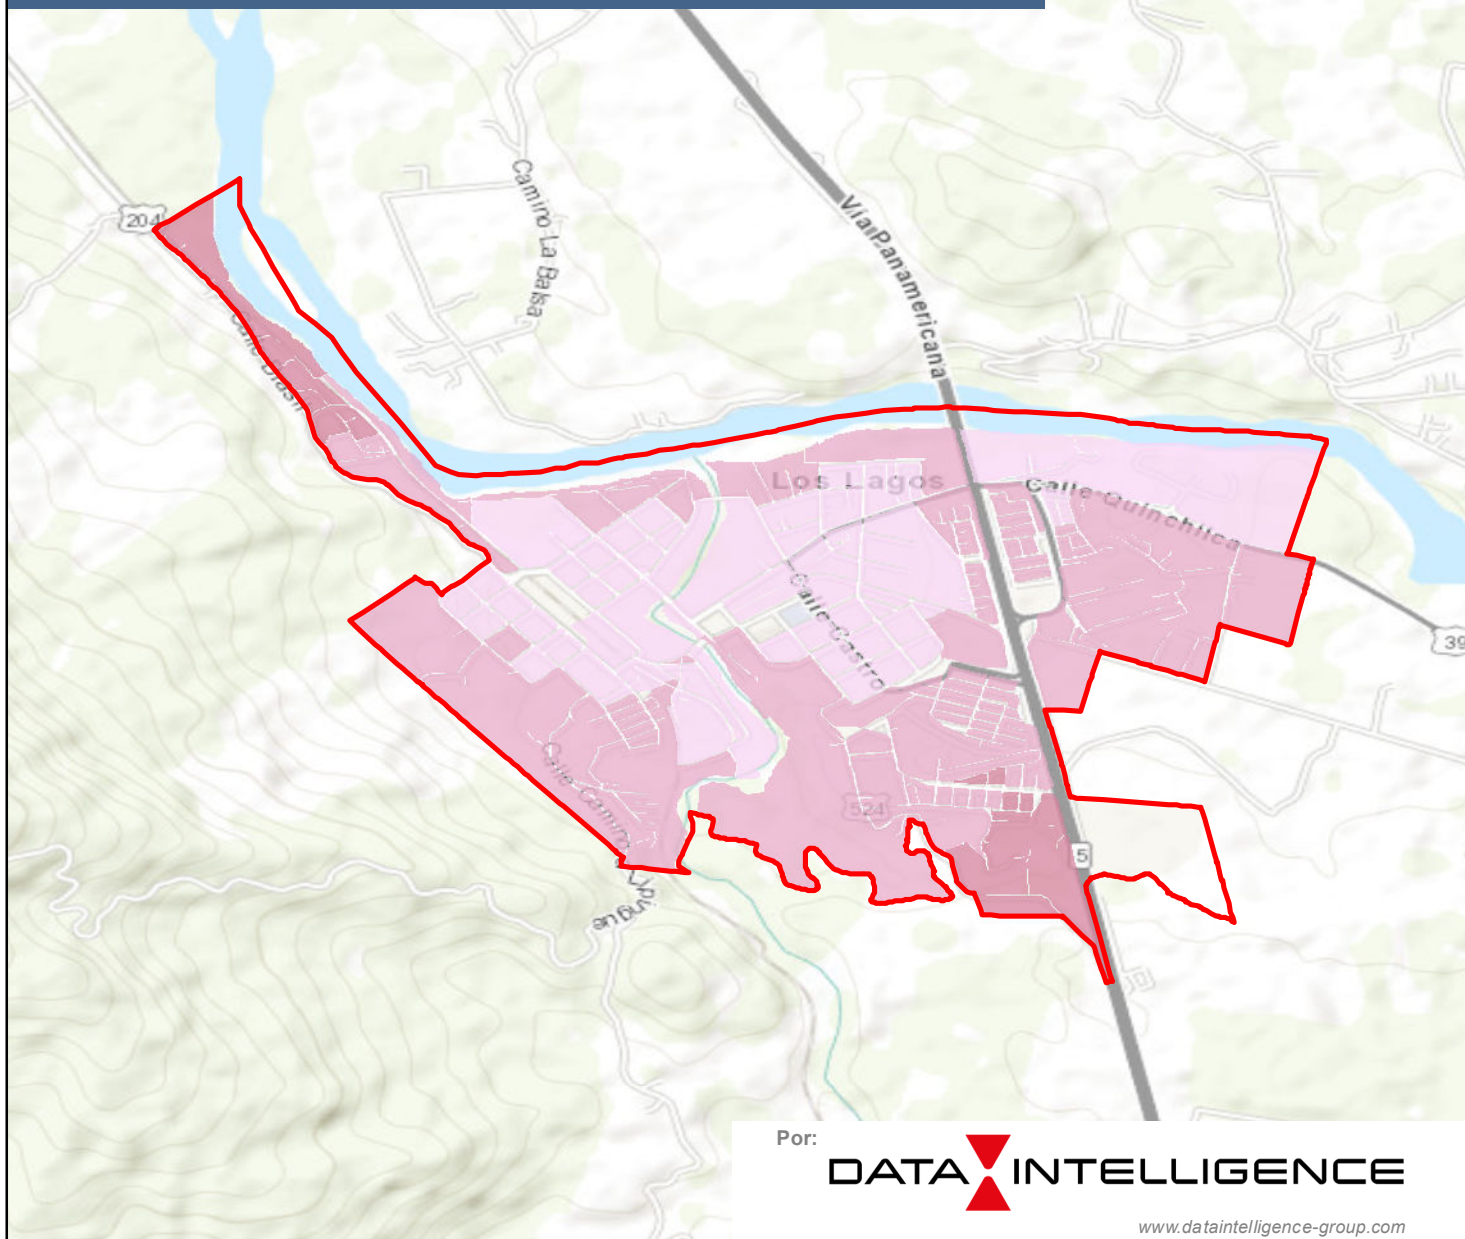 204
Camino La Balsa
Vía Panamericana
Los Lagos
Calle Quinchilca
Calle Castro
39
524
5
Por:
DATA INTELLIGENCE
www.dataintelligence-group.com